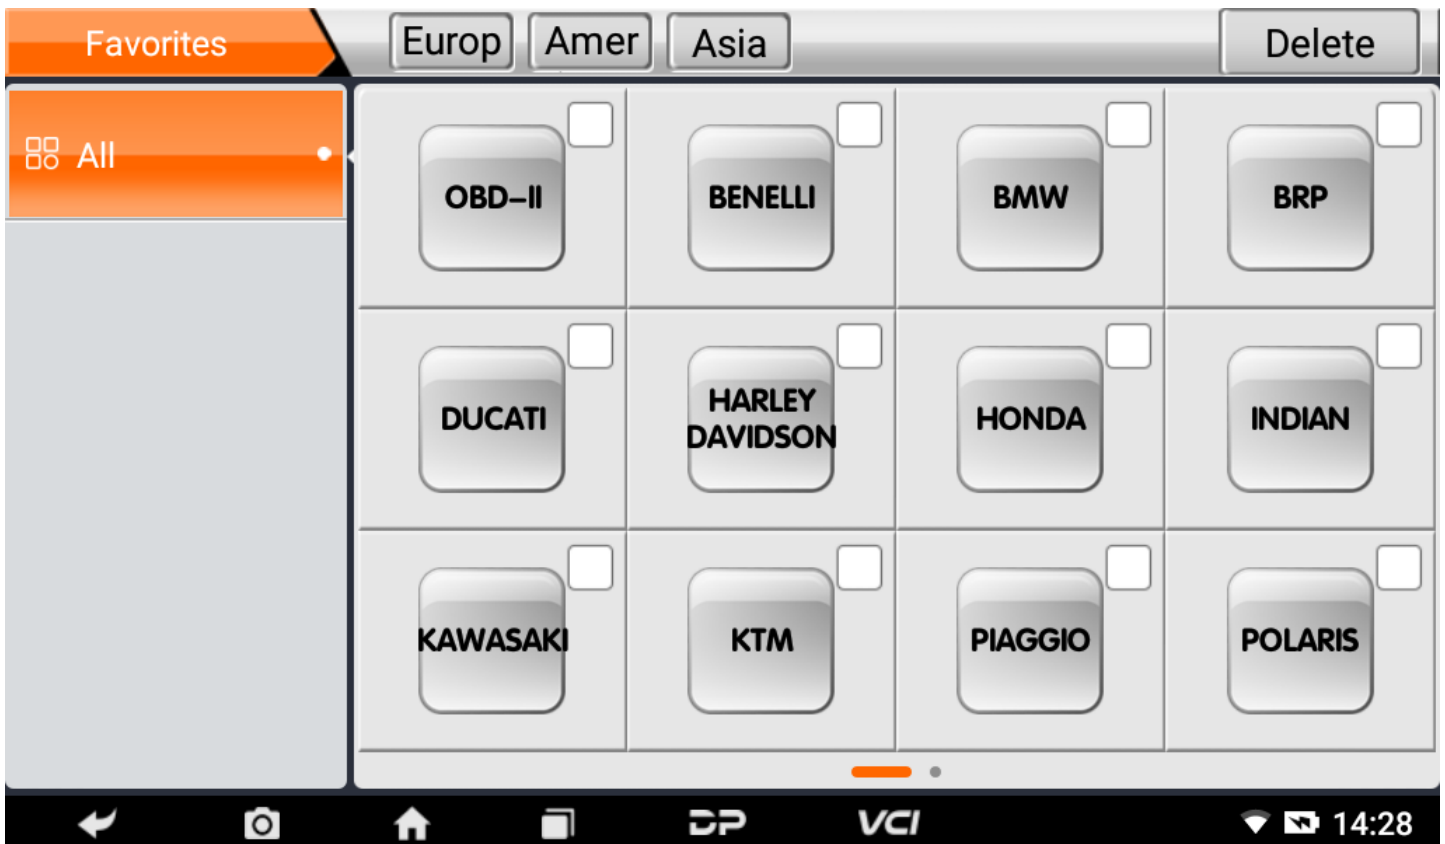 Favorites
Europ
Amer
Asia
Delete
All
OBD-II
BENELLI
BMW
BRP
DUCATI
HARLEY
DAVIDSON
HONDA
INDIAN
KAWASAKI
KTM
PIAGGIO
POLARIS
DP
VCI
14:28